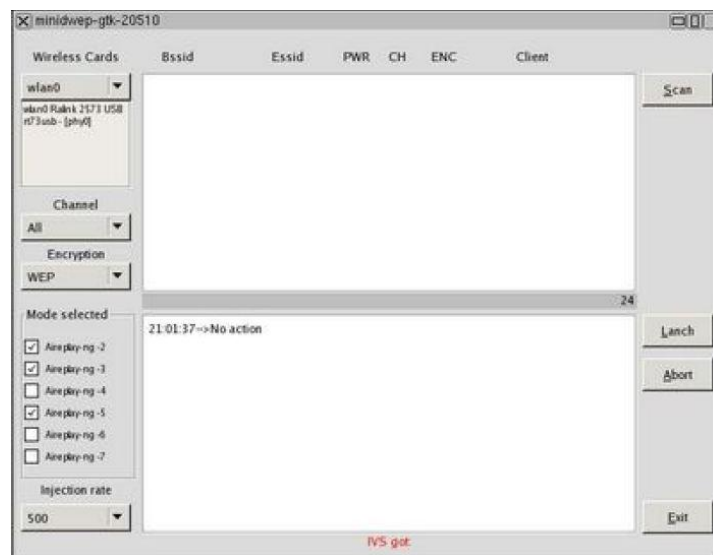 minidwep-gtk-20510
Wireless Cards Bssid Essid PWR CH ENC Client
wlan0
wlan0 Ralink 2573 USB
rt73usb - [phy0]
Scan
Channel
All
Encryption
WEP
24
Mode selected
Aireplay-ng -2
Aireplay-ng -3
Aireplay-ng -4
Aireplay-ng -5
Aireplay-ng -6
Aireplay-ng -7
21:01:37-->No action
Lanch
Abort
Injection rate
500
Exit
IVS got: